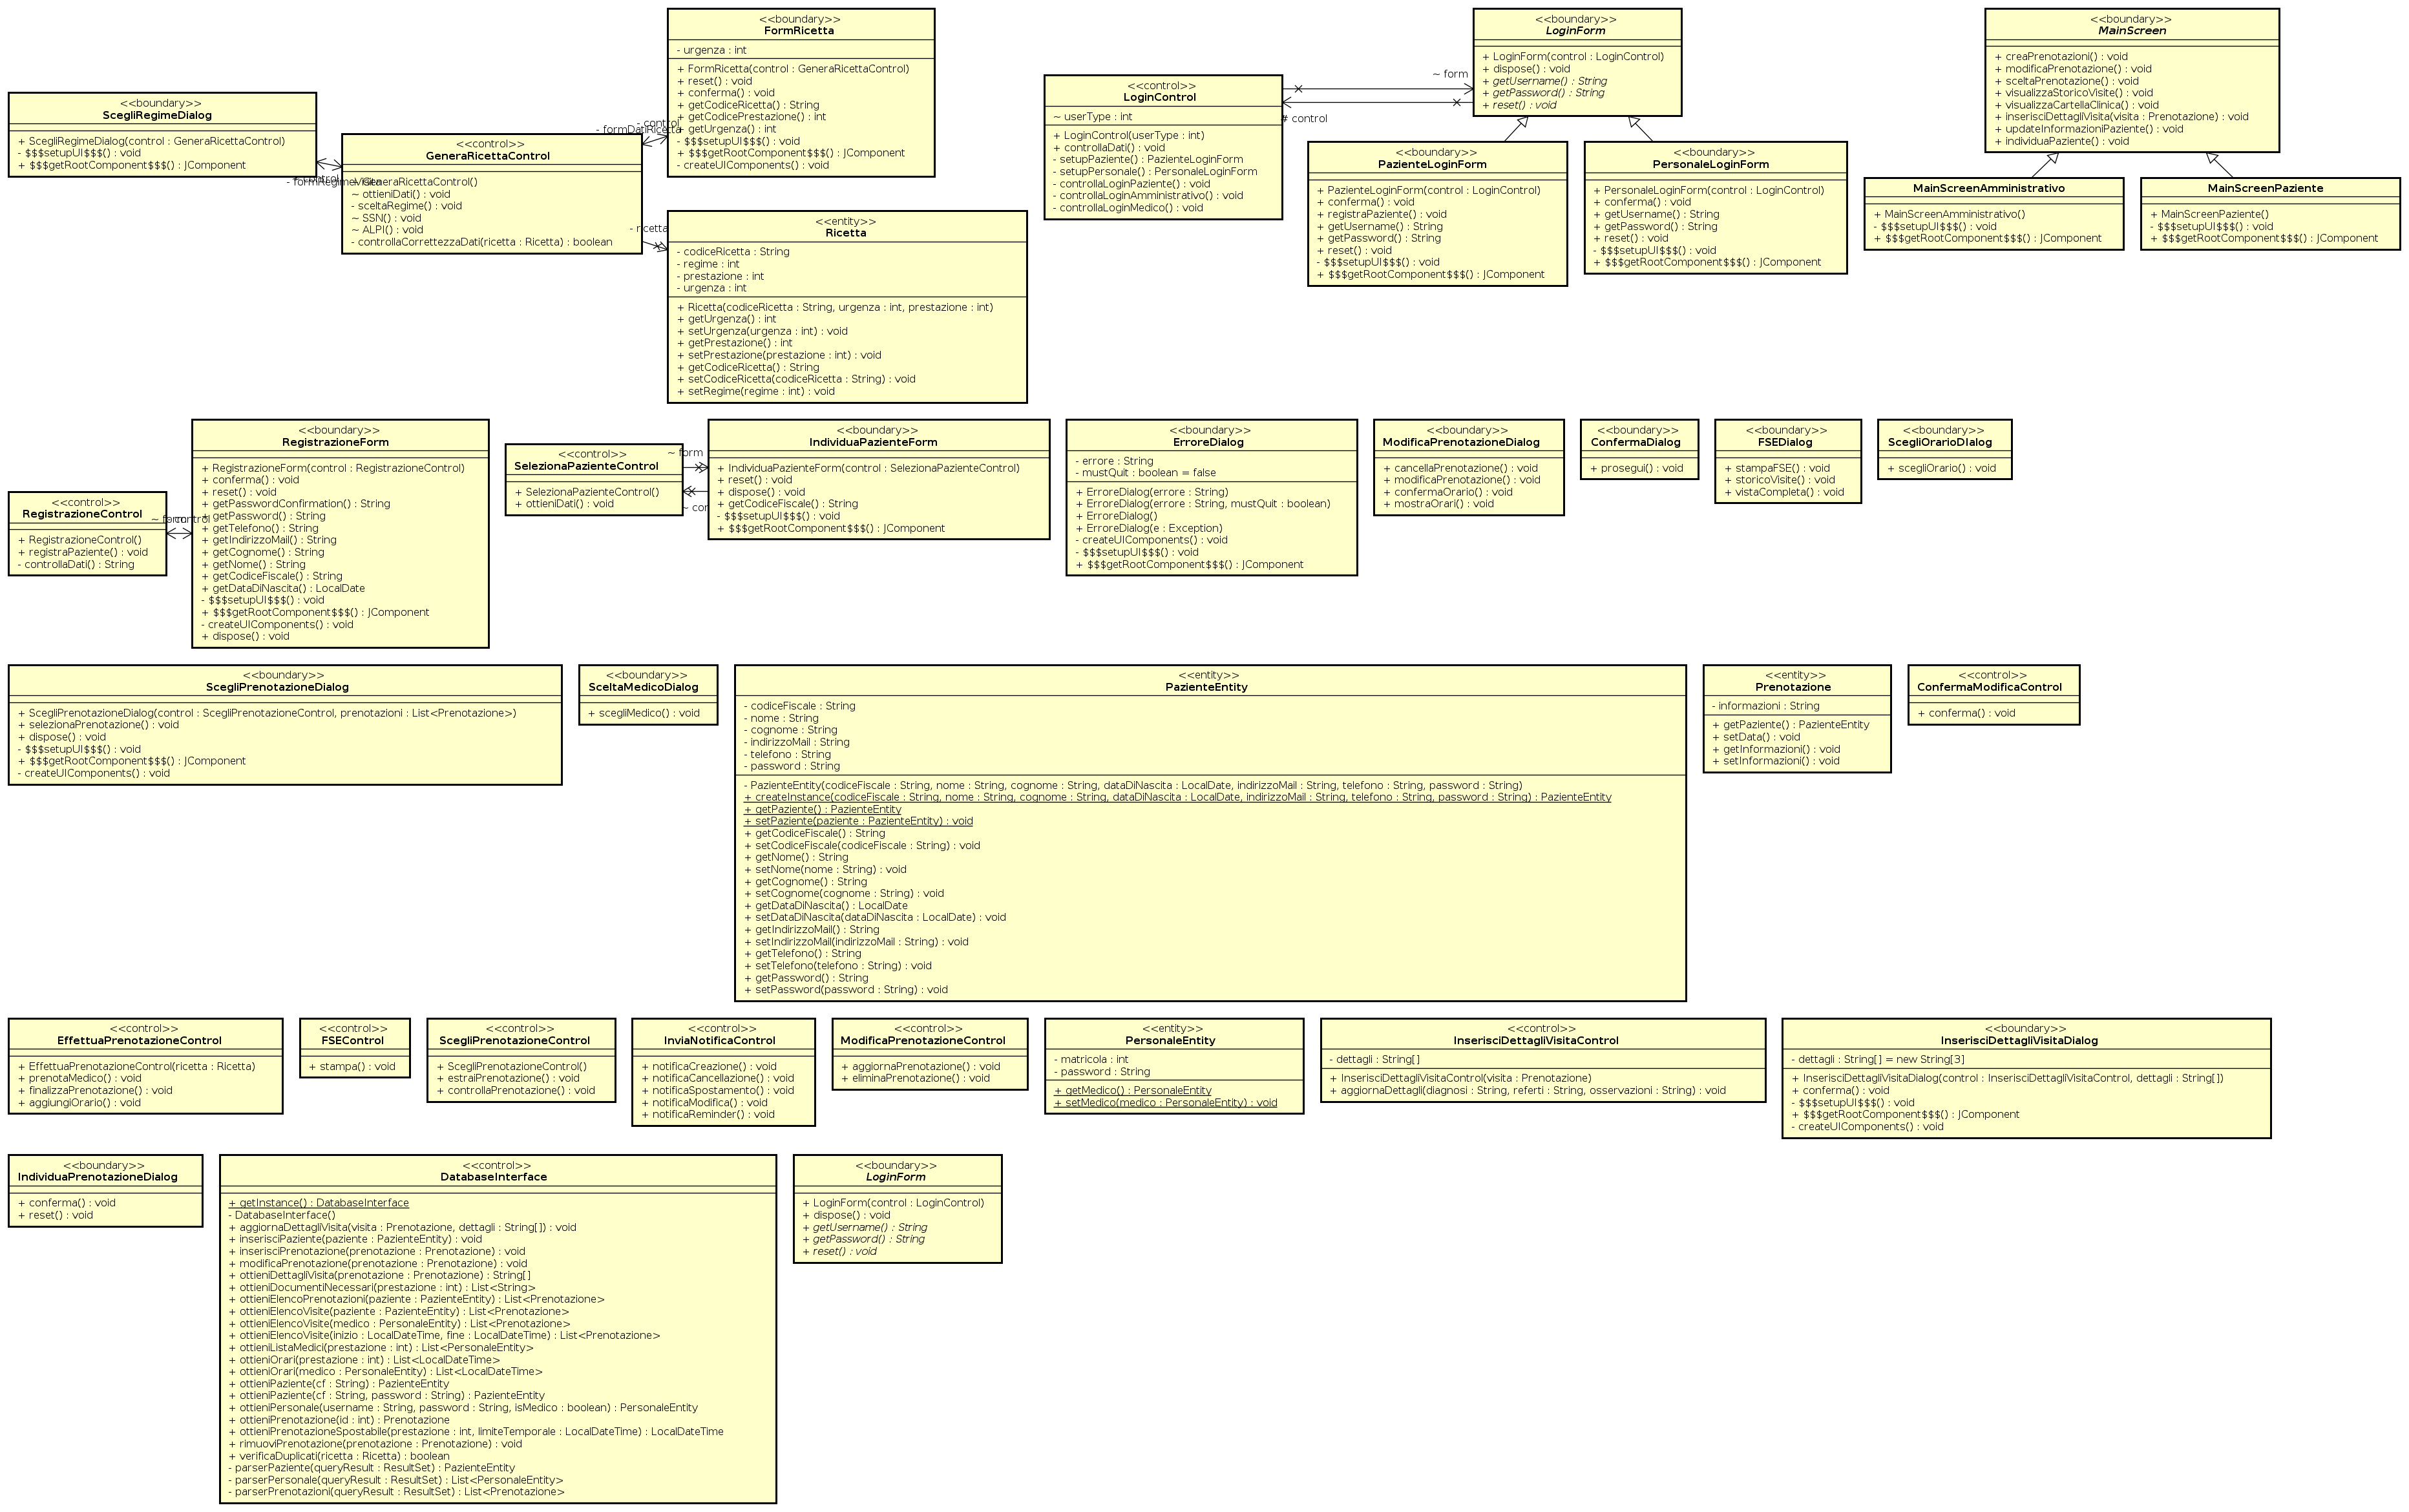 <<boundary>>
FormRicetta
- urgenza : int
+ FormRicetta(control : GeneraRicettaControl)
+ reset() : void
+ conferma() : void
+ getCodiceRicetta() : String
+ getCodicePrestazione() : int
+ getUrgenza() : int
- $$$setupUI$$$() : void
+ $$$getRootComponent$$$() : JComponent
- createUIComponents() : void
<<boundary>>
LoginForm
+ LoginForm(control : LoginControl)
+ dispose() : void
+ getUsername() : String
+ getPassword() : String
+ reset() : void
<<boundary>>
MainScreen
+ creaPrenotazioni() : void
+ modificaPrenotazione() : void
+ sceltaPrenotazione() : void
+ visualizzaStoricoVisite() : void
+ visualizzaCartellaClinica() : void
+ inserisciDettagliVisita(visita : Prenotazione) : void
+ updateInformazioniPaziente() : void
+ individuaPaziente() : void
<<control>>
LoginControl
~ userType : int
+ LoginControl(userType : int)
+ controllaDati() : void
- setupPaziente() : PazienteLoginForm
- setupPersonale() : PersonaleLoginForm
- controllaLoginPaziente() : void
- controllaLoginAmministrativo() : void
- controllaLoginMedico() : void
~ form
# control
<<boundary>>
ScegliRegimeDialog
+ ScegliRegimeDialog(control : GeneraRicettaControl)
- $$$setupUI$$$() : void
+ $$$getRootComponent$$$() : JComponent
- control
- formDatiRicetta
<<control>>
GeneraRicettaControl
+ GeneraRicettaControl()
~ ottieniDati() : void
- sceltaRegime() : void
~ SSN() : void
~ ALPI() : void
- controllaCorrettezzaDati(ricetta : Ricetta) : boolean
- formRegimeVisita
- ricetta
<<boundary>>
PazienteLoginForm
+ PazienteLoginForm(control : LoginControl)
+ conferma() : void
+ registraPaziente() : void
+ getUsername() : String
+ getPassword() : String
+ reset() : void
- $$$setupUI$$$() : void
+ $$$getRootComponent$$$() : JComponent
<<boundary>>
PersonaleLoginForm
+ PersonaleLoginForm(control : LoginControl)
+ conferma() : void
+ getUsername() : String
+ getPassword() : String
+ reset() : void
- $$$setupUI$$$() : void
+ $$$getRootComponent$$$() : JComponent
MainScreenAmministrativo
+ MainScreenAmministrativo()
- $$$setupUI$$$() : void
+ $$$getRootComponent$$$() : JComponent
MainScreenPaziente
+ MainScreenPaziente()
- $$$setupUI$$$() : void
+ $$$getRootComponent$$$() : JComponent
<<entity>>
Ricetta
- codiceRicetta : String
- regime : int
- prestazione : int
- urgenza : int
+ Ricetta(codiceRicetta : String, urgenza : int, prestazione : int)
+ getUrgenza() : int
+ setUrgenza(urgenza : int) : void
+ getPrestazione() : int
+ setPrestazione(prestazione : int) : void
+ getCodiceRicetta() : String
+ setCodiceRicetta(codiceRicetta : String) : void
+ setRegime(regime : int) : void
<<control>>
RegistrazioneControl
+ RegistrazioneControl()
+ registraPaziente() : void
- controllaDati() : String
~ form
control
<<boundary>>
RegistrazioneForm
+ RegistrazioneForm(control : RegistrazioneControl)
+ conferma() : void
+ reset() : void
+ getPasswordConfirmation() : String
+ getPassword() : String
+ getTelefono() : String
+ getIndirizzoMail() : String
+ getCognome() : String
+ getNome() : String
+ getCodiceFiscale() : String
+ getDataDiNascita() : LocalDate
- $$$setupUI$$$() : void
+ $$$getRootComponent$$$() : JComponent
- createUIComponents() : void
+ dispose() : void
<<control>>
SelezionaPazienteControl
+ SelezionaPazienteControl()
+ ottieniDati() : void
~ form
<<boundary>>
IndividuaPazienteForm
+ IndividuaPazienteForm(control : SelezionaPazienteControl)
+ reset() : void
+ dispose() : void
+ getCodiceFiscale() : String
- $$$setupUI$$$() : void
+ $$$getRootComponent$$$() : JComponent
<<boundary>>
ErroreDialog
- errore : String
- mustQuit : boolean = false
+ ErroreDialog(errore : String)
+ ErroreDialog(errore : String, mustQuit : boolean)
+ ErroreDialog()
+ ErroreDialog(e : Exception)
- createUIComponents() : void
- $$$setupUI$$$() : void
+ $$$getRootComponent$$$() : JComponent
<<boundary>>
ModificaPrenotazioneDialog
+ cancellaPrenotazione() : void
+ modificaPrenotazione() : void
+ confermaOrario() : void
+ mostraOrari() : void
<<boundary>>
ConfermaDialog
+ prosegui() : void
<<boundary>>
FSEDialog
+ stampaFSE() : void
+ storicoVisite() : void
+ vistaCompleta() : void
<<boundary>>
ScegliOrarioDIalog
+ scegliOrario() : void
<<boundary>>
ScegliPrenotazioneDialog
+ ScegliPrenotazioneDialog(control : ScegliPrenotazioneControl, prenotazioni : List<Prenotazione>)
+ selezionaPrenotazione() : void
+ dispose() : void
- $$$setupUI$$$() : void
+ $$$getRootComponent$$$() : JComponent
- createUIComponents() : void
<<boundary>>
SceltaMedicoDialog
+ scegliMedico() : void
<<entity>>
PazienteEntity
- codiceFiscale : String
- nome : String
- cognome : String
- indirizzoMail : String
- telefono : String
- password : String
- PazienteEntity(codiceFiscale : String, nome : String, cognome : String, dataDiNascita : LocalDate, indirizzoMail : String, telefono : String, password : String)
+ createInstance(codiceFiscale : String, nome : String, cognome : String, dataDiNascita : LocalDate, indirizzoMail : String, telefono : String, password : String) : PazienteEntity
+ getPaziente() : PazienteEntity
+ setPaziente(paziente : PazienteEntity) : void
+ getCodiceFiscale() : String
+ setCodiceFiscale(codiceFiscale : String) : void
+ getNome() : String
+ setNome(nome : String) : void
+ getCognome() : String
+ setCognome(cognome : String) : void
+ getDataDiNascita() : LocalDate
+ setDataDiNascita(dataDiNascita : LocalDate) : void
+ getIndirizzoMail() : String
+ setIndirizzoMail(indirizzoMail : String) : void
+ getTelefono() : String
+ setTelefono(telefono : String) : void
+ getPassword() : String
+ setPassword(password : String) : void
<<entity>>
Prenotazione
- informazioni : String
+ getPaziente() : PazienteEntity
+ setData() : void
+ getInformazioni() : void
+ setInformazioni() : void
<<control>>
ConfermaModificaControl
+ conferma() : void
<<control>>
EffettuaPrenotazioneControl
+ EffettuaPrenotazioneControl(ricetta : Ricetta)
+ prenotaMedico() : void
+ finalizzaPrenotazione() : void
+ aggiungiOrario() : void
<<control>>
FSEControl
+ stampa() : void
<<control>>
ScegliPrenotazioneControl
+ ScegliPrenotazioneControl()
+ estraiPrenotazione() : void
+ controllaPrenotazione() : void
<<control>>
InviaNotificaControl
+ notificaCreazione() : void
+ notificaCancellazione() : void
+ notificaSpostamento() : void
+ notificaModifica() : void
+ notificaReminder() : void
<<control>>
ModificaPrenotazioneControl
+ aggiornaPrenotazione() : void
+ eliminaPrenotazione() : void
<<entity>>
PersonaleEntity
- matricola : int
- password : String
+ getMedico() : PersonaleEntity
+ setMedico(medico : PersonaleEntity) : void
<<control>>
InserisciDettagliVisitaControl
- dettagli : String[]
+ InserisciDettagliVisitaControl(visita : Prenotazione)
+ aggiornaDettagli(diagnosi : String, referti : String, osservazioni : String) : void
<<boundary>>
InserisciDettagliVisitaDialog
- dettagli : String[] = new String[3]
+ InserisciDettagliVisitaDialog(control : InserisciDettagliVisitaControl, dettagli : String[])
+ conferma() : void
- $$$setupUI$$$() : void
+ $$$getRootComponent$$$() : JComponent
- createUIComponents() : void
<<boundary>>
IndividuaPrenotazioneDialog
+ conferma() : void
+ reset() : void
<<control>>
DatabaseInterface
+ getInstance() : DatabaseInterface
- DatabaseInterface()
+ aggiornaDettagliVisita(visita : Prenotazione, dettagli : String[]) : void
+ inserisciPaziente(paziente : PazienteEntity) : void
+ inserisciPrenotazione(prenotazione : Prenotazione) : void
+ modificaPrenotazione(prenotazione : Prenotazione) : void
+ ottieniDettagliVisita(prenotazione : Prenotazione) : String[]
+ ottieniDocumentiNecessari(prestazione : int) : List<String>
+ ottieniElencoPrenotazioni(paziente : PazienteEntity) : List<Prenotazione>
+ ottieniElencoVisite(paziente : PazienteEntity) : List<Prenotazione>
+ ottieniElencoVisite(medico : PersonaleEntity) : List<Prenotazione>
+ ottieniElencoVisite(inizio : LocalDateTime, fine : LocalDateTime) : List<Prenotazione>
+ ottieniListaMedici(prestazione : int) : List<PersonaleEntity>
+ ottieniOrari(prestazione : int) : List<LocalDateTime>
+ ottieniOrari(medico : PersonaleEntity) : List<LocalDateTime>
+ ottieniPaziente(cf : String) : PazienteEntity
+ ottieniPaziente(cf : String, password : String) : PazienteEntity
+ ottieniPersonale(username : String, password : String, isMedico : boolean) : PersonaleEntity
+ ottieniPrenotazione(id : int) : Prenotazione
+ ottieniPrenotazioneSpostabile(prestazione : int, limiteTemporale : LocalDateTime) : LocalDateTime
+ rimuoviPrenotazione(prenotazione : Prenotazione) : void
+ verificaDuplicati(ricetta : Ricetta) : boolean
- parserPaziente(queryResult : ResultSet) : PazienteEntity
- parserPersonale(queryResult : ResultSet) : List<PersonaleEntity>
- parserPrenotazioni(queryResult : ResultSet) : List<Prenotazione>
<<boundary>>
LoginForm
+ LoginForm(control : LoginControl)
+ dispose() : void
+ getUsername() : String
+ getPassword() : String
+ reset() : void